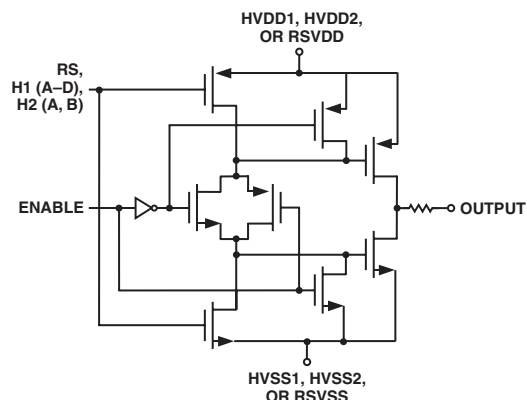 HVDD1, HVDD2,
OR RSVDD
RS,
H1 (A–D),
H2 (A, B)
ENABLE
OUTPUT
HVSS1, HVSS2,
OR RSVSS